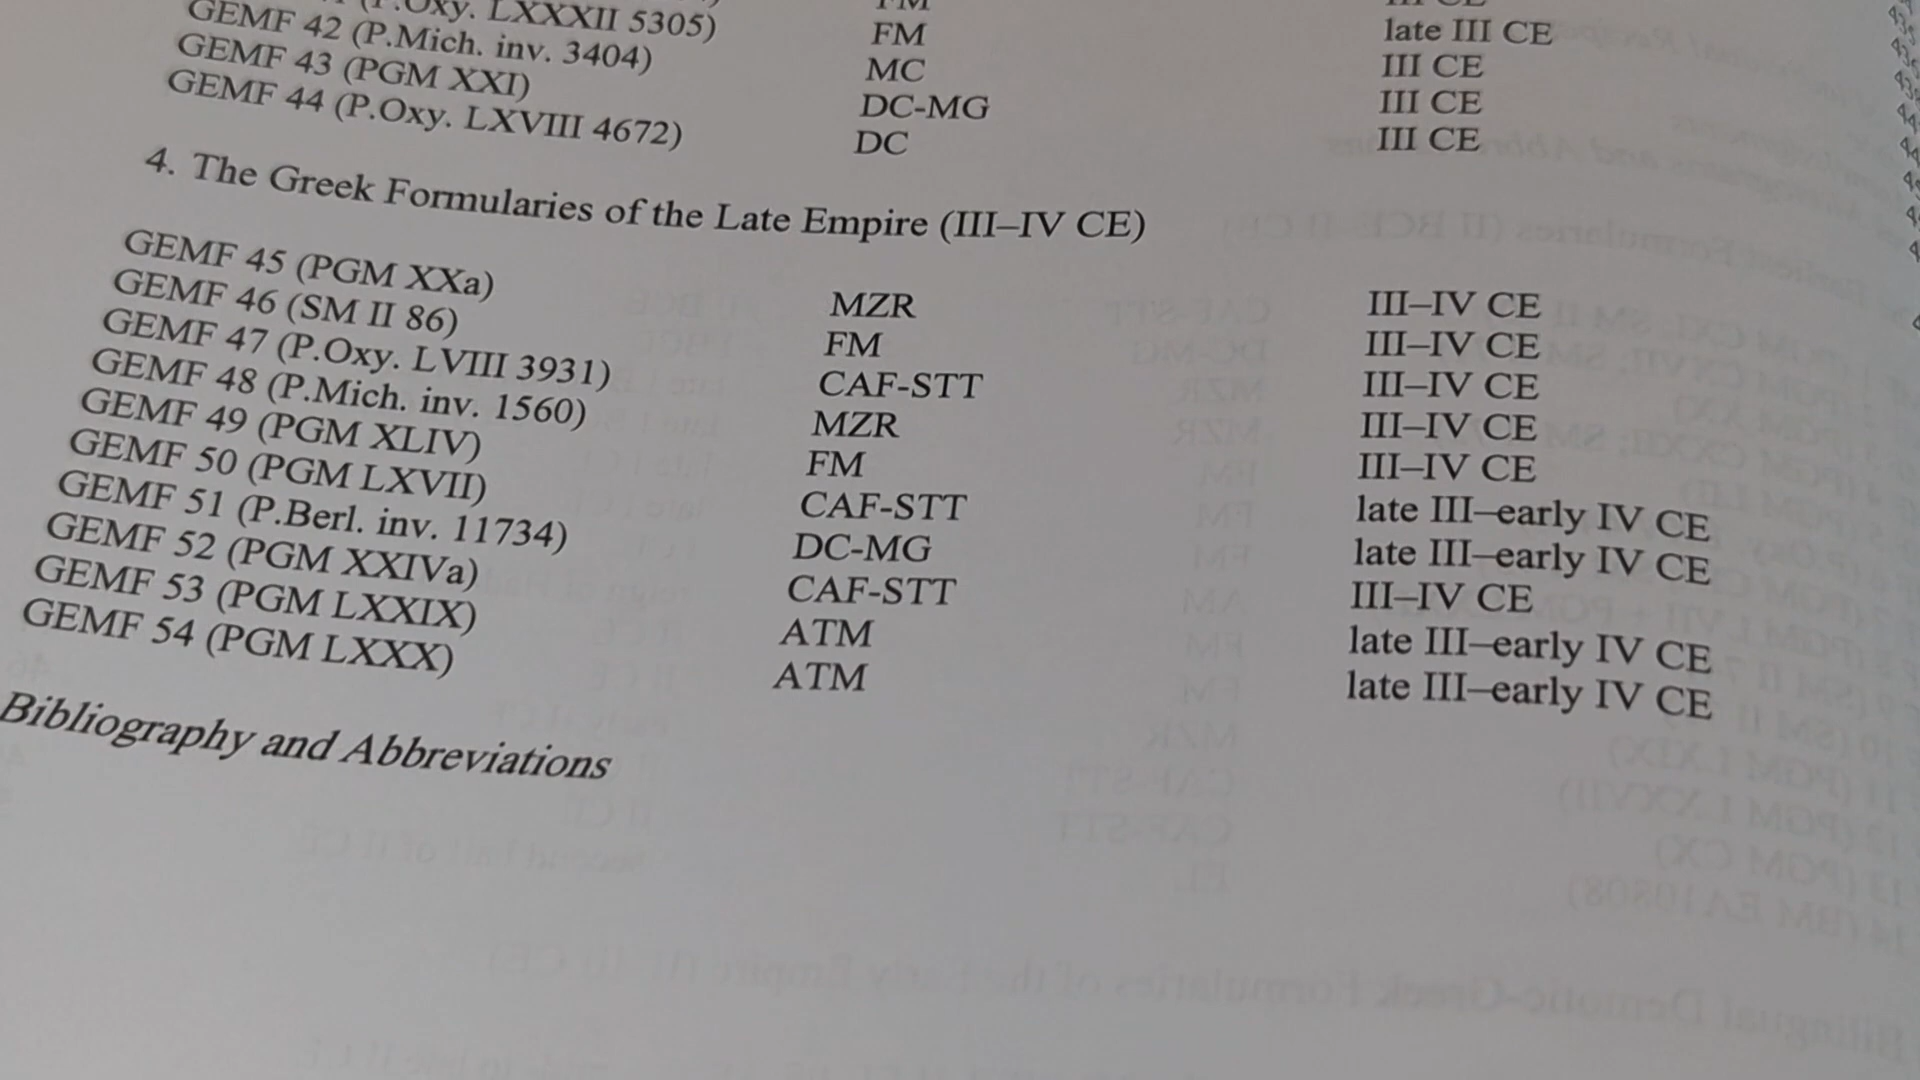 FM III CE
(P.Oxy. LXXXII 5305) FM late III CE
GEMF 42 (P.Mich. inv. 3404) MC III CE
GEMF 43 (PGM XXI) DC-MG III CE
GEMF 44 (P.Oxy. LXVIII 4672) DC III CE
4. The Greek Formularies of the Late Empire (III–IV CE)
GEMF 45 (PGM XXa) MZR III–IV CE
GEMF 46 (SM II 86) FM III–IV CE
GEMF 47 (P.Oxy. LVIII 3931) CAF-STT III–IV CE
GEMF 48 (P.Mich. inv. 1560) MZR III–IV CE
GEMF 49 (PGM XLIV) FM III–IV CE
GEMF 50 (PGM LXVII) CAF-STT late III–early IV CE
GEMF 51 (P.Berl. inv. 11734) DC-MG late III–early IV CE
GEMF 52 (PGM XXIVa) CAF-STT III–IV CE
GEMF 53 (PGM LXXIX) ATM late III–early IV CE
GEMF 54 (PGM LXXX) ATM late III–early IV CE
Bibliography and Abbreviations